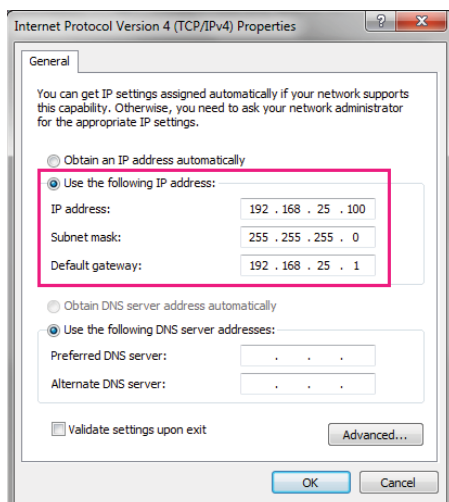 Internet Protocol Version 4 (TCP/IPv4) Properties
General
You can get IP settings assigned automatically if your network supports
this capability. Otherwise, you need to ask your network administrator
for the appropriate IP settings.
Obtain an IP address automatically
Use the following IP address:
IP address: 192 . 168 . 25 . 100
Subnet mask: 255 . 255 . 255 . 0
Default gateway: 192 . 168 . 25 . 1
Obtain DNS server address automatically
Use the following DNS server addresses:
Preferred DNS server: . . .
Alternate DNS server: . . .
Validate settings upon exit
Advanced...
OK Cancel